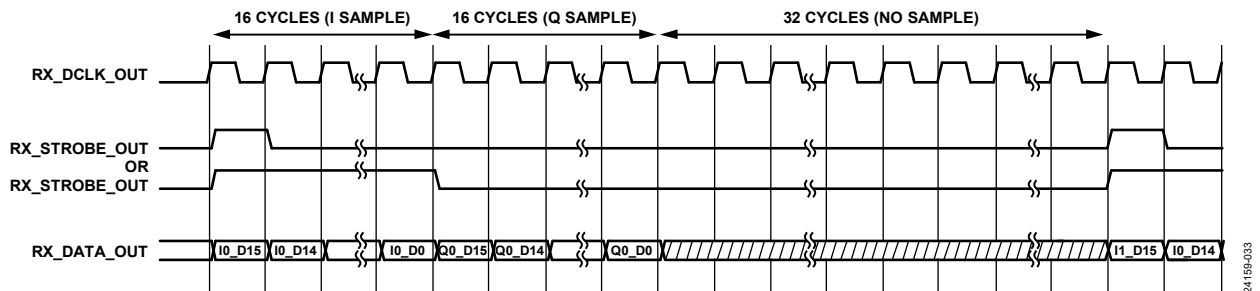 16 CYCLES (I SAMPLE) 16 CYCLES (Q SAMPLE) 32 CYCLES (NO SAMPLE)
RX_DCLK_OUT
RX_STROBE_OUT
OR
RX_STROBE_OUT
RX_DATA_OUT I0_D15 I0_D14 I0_D0 Q0_D15 Q0_D14 Q0_D0 I1_D15 I0_D14
24159-033